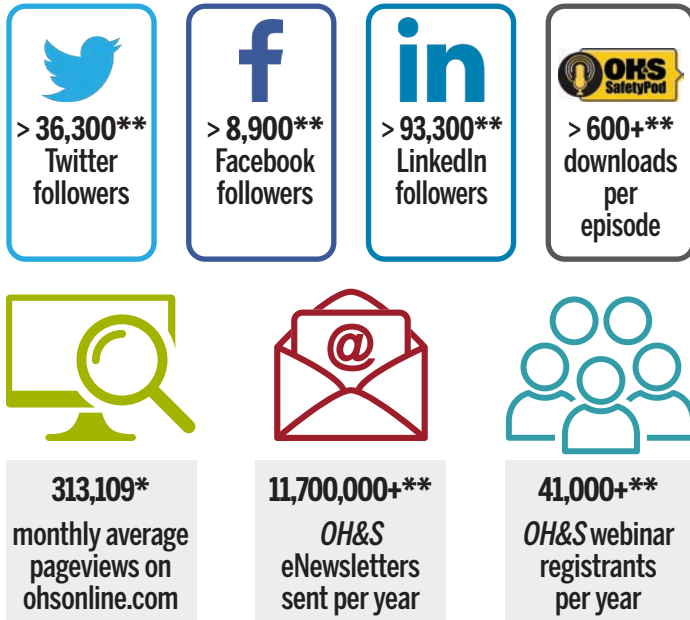 > 36,300**
Twitter
followers
f
> 8,900**
Facebook
followers
in
> 93,300**
LinkedIn
followers
OH&S
SafetyPod
> 600+**
downloads
per
episode
@
313,109*
monthly average
pageviews on
ohsonline.com
11,700,000+**
OH&S
eNewsletters
sent per year
41,000+**
OH&S webinar
registrants
per year